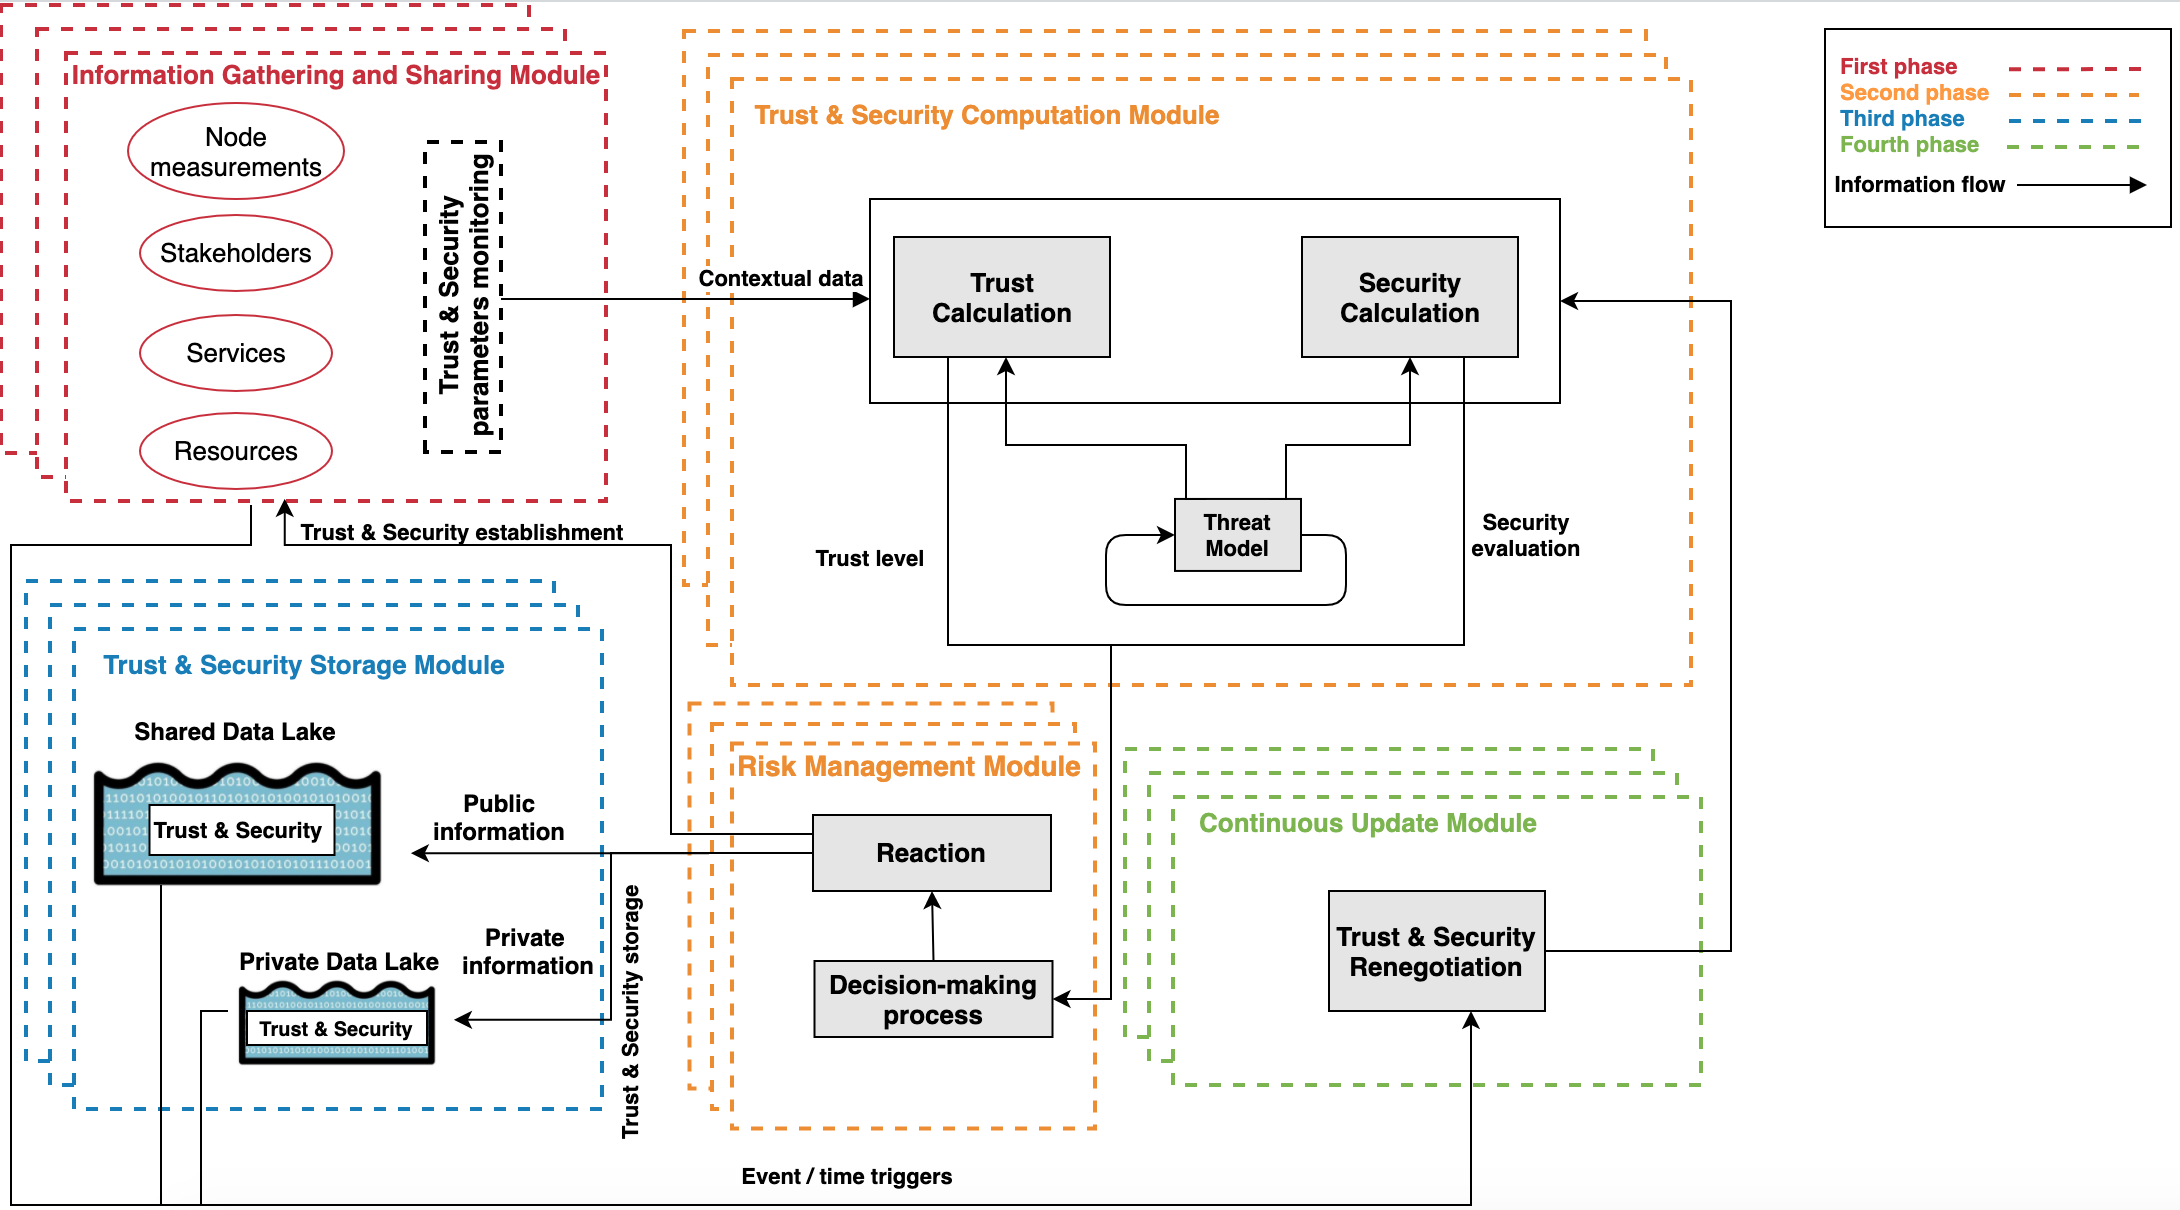 Information Gathering and Sharing Module
Node
measurements
Stakeholders
Services
Resources
Trust & Security
parameters monitoring
Contextual data
Trust & Security Computation Module
Trust
Calculation
Security
Calculation
Threat
Model
Trust level
Security
evaluation
First phase
Second phase
Third phase
Fourth phase
Information flow
Trust & Security establishment
Trust & Security Storage Module
Shared Data Lake
Trust & Security
Public
information
Private Data Lake
Trust & Security
Private
information
Trust & Security storage
Risk Management Module
Reaction
Decision-making
process
Continuous Update Module
Trust & Security
Renegotiation
Event / time triggers